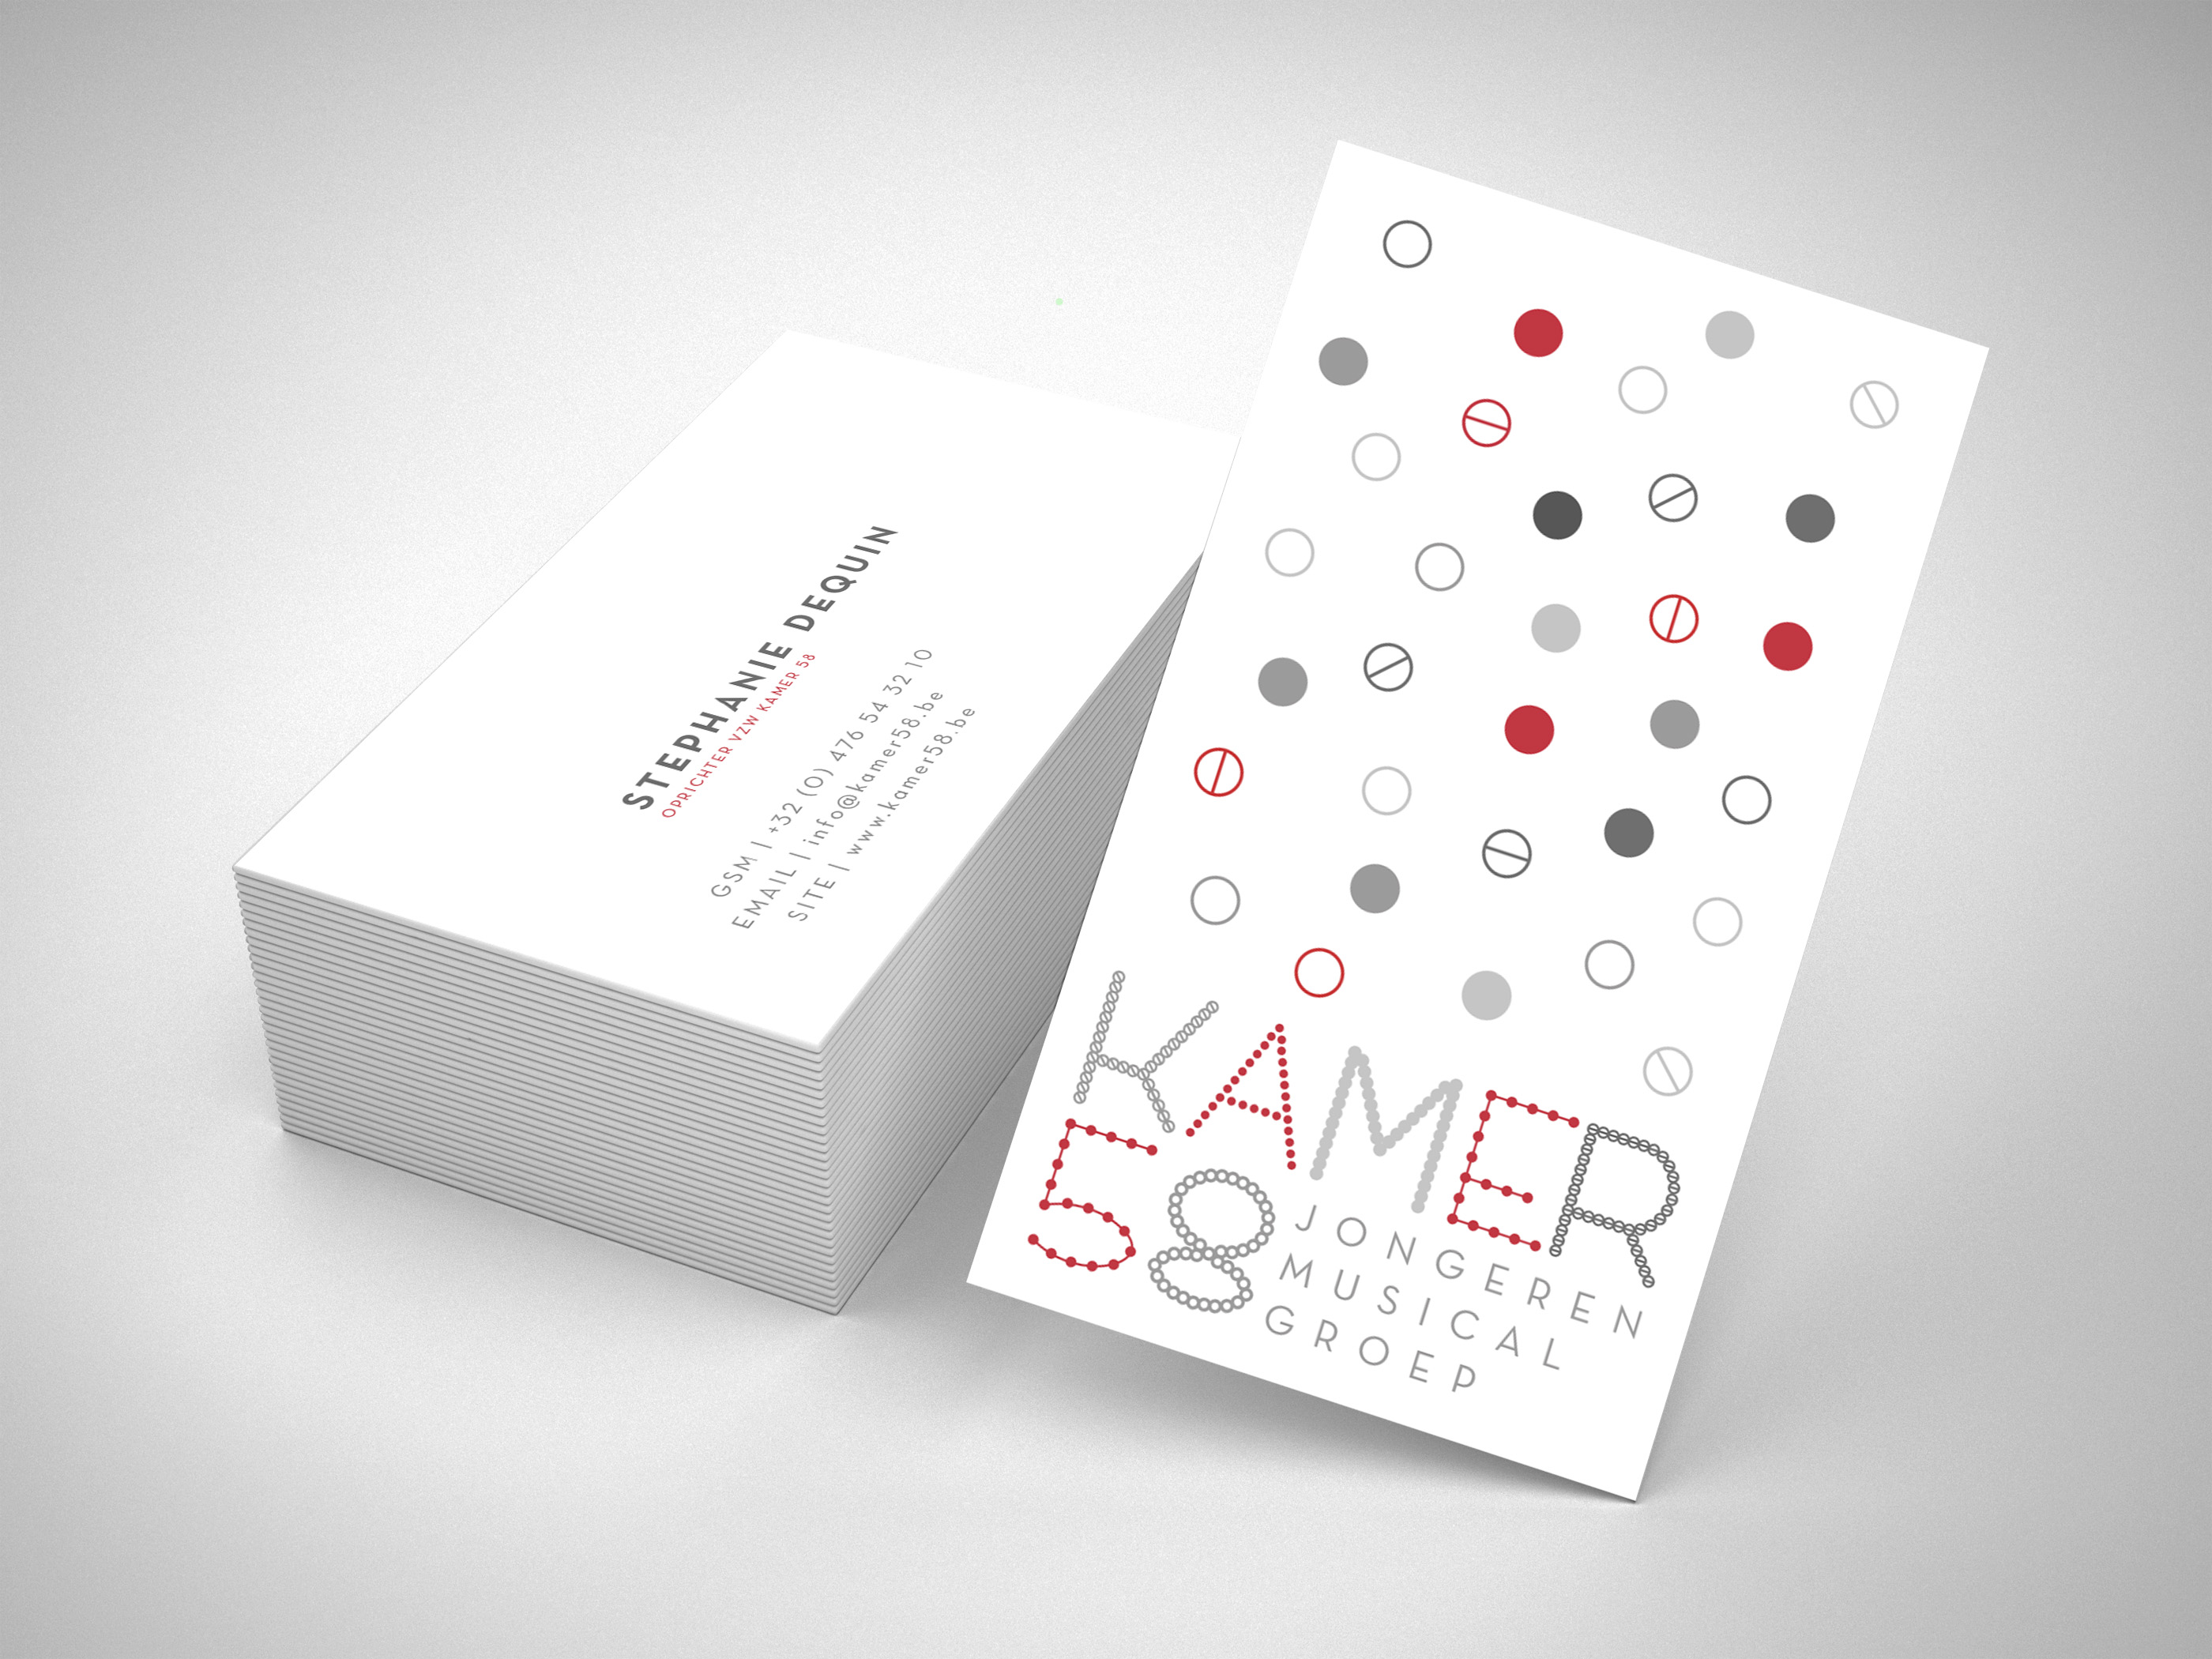 STEPHANIE DEQUIN
OPRICHTER VZW KAMER 58
GSM | +32 (0) 476 54 32 10
EMAIL | info@kamer58.be
SITE | www.kamer58.be
KAMER
58
JONGEREN
MUSICAL
GROEP